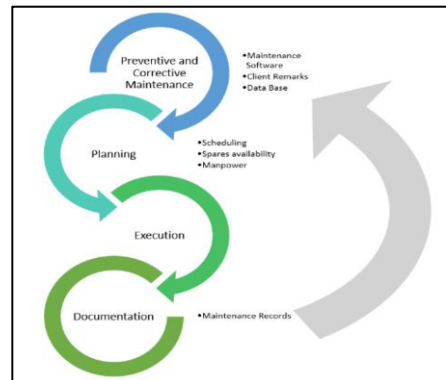 Preventive and
Corrective
Maintenance
•Maintenance
Software
•Client Remarks
•Data Base
Planning
•Scheduling
•Spares availability
•Manpower
Execution
Documentation
•Maintenance Records